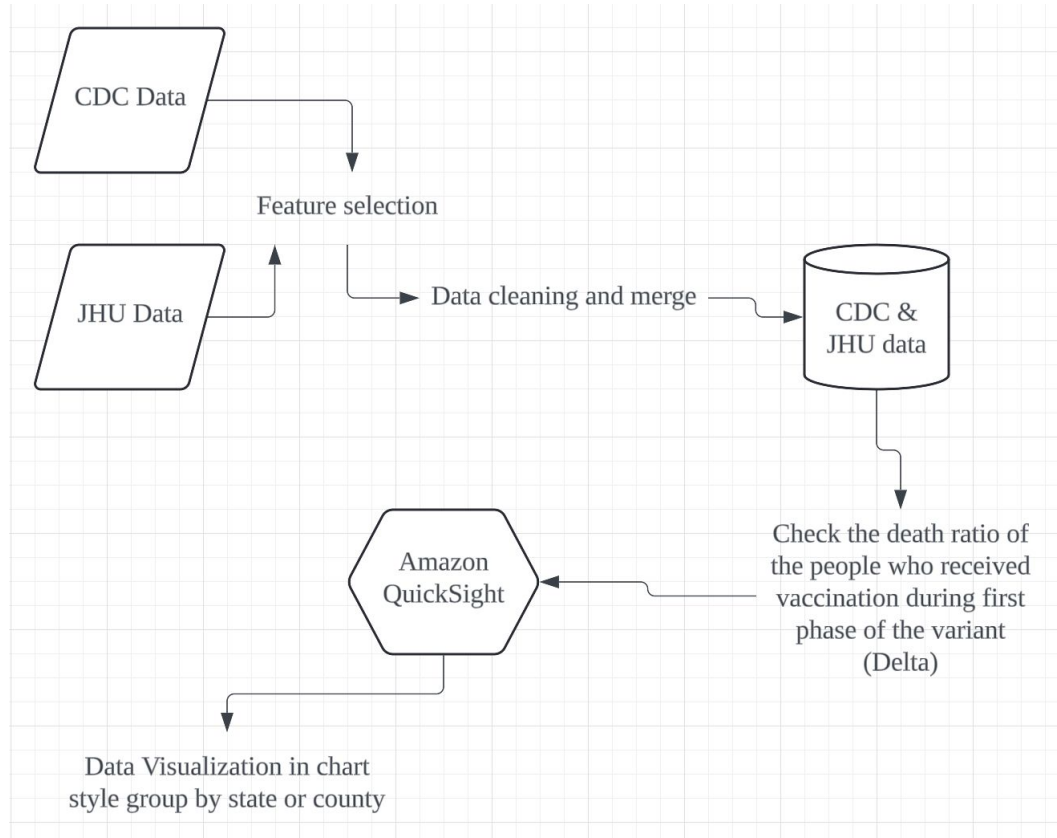 CDC Data
Feature selection
JHU Data
Data cleaning and merge
CDC &
JHU data
Check the death ratio of
the people who received
vaccination during first
phase of the variant
(Delta)
Amazon
QuickSight
Data Visualization in chart
style group by state or county